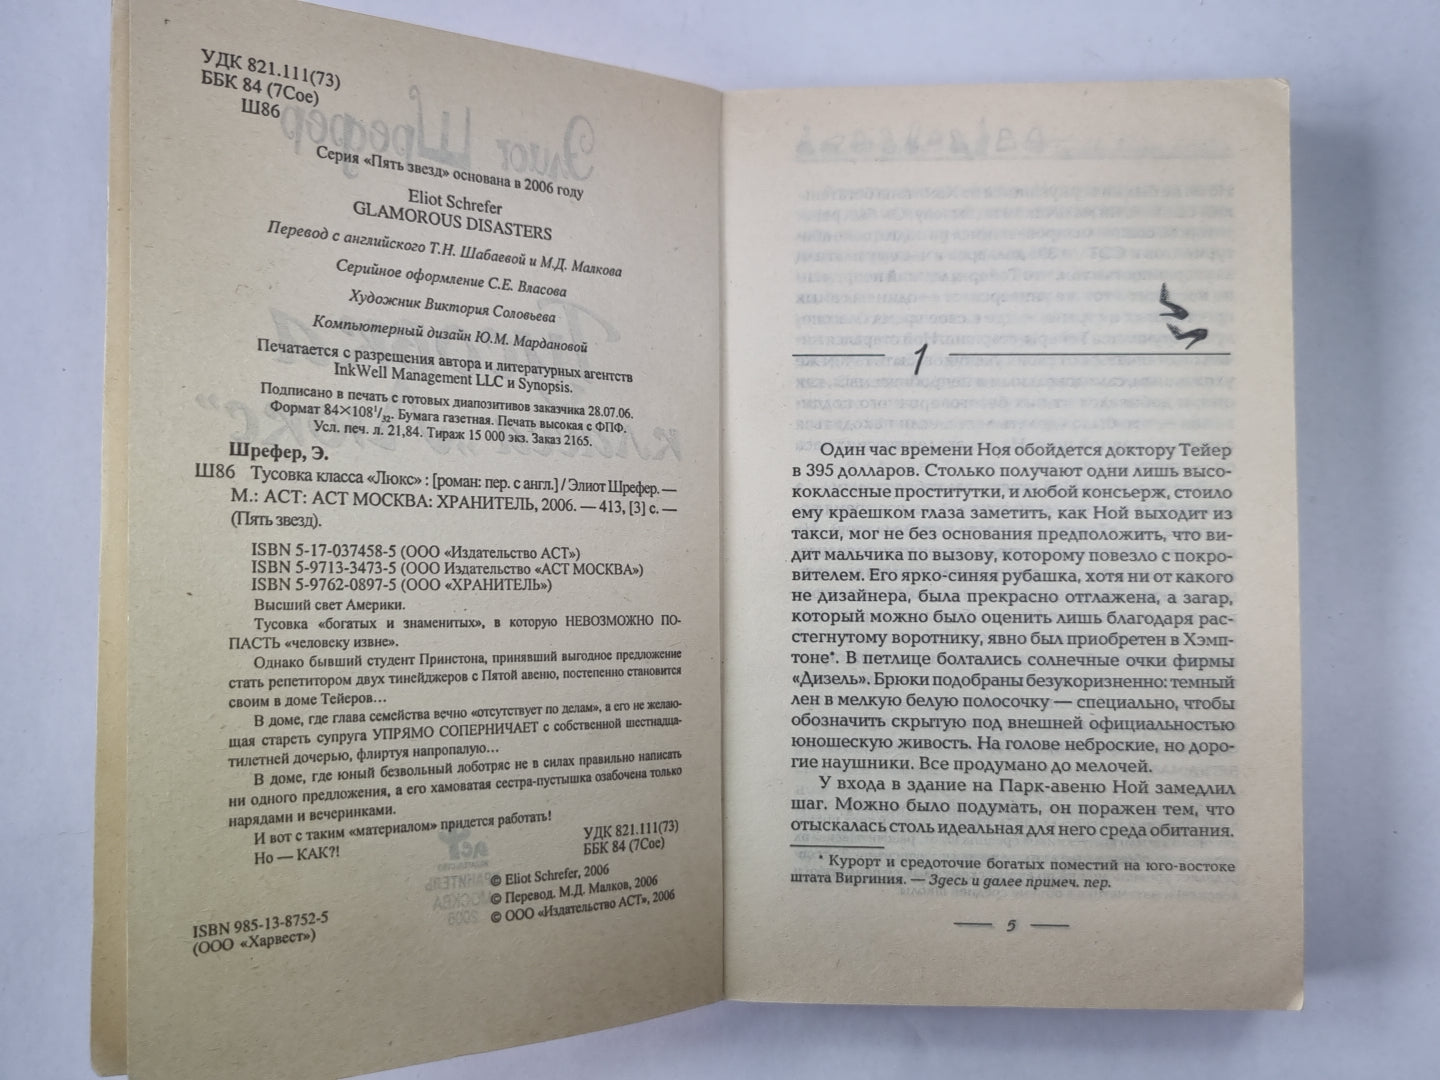 УДК 821.111(73)
ББК 84 (7Сое)
Ш86
Серия «Пять звезд» основана в 2006 году
Eliot Schrefer
GLAMOROUS DISASTERS
Перевод с английского Т.Н. Шабаевой и М.Д. Малкова
Серийное оформление С.Е. Власова
Художник Виктория Соловьева
Компьютерный дизайн Ю.М. Мардановой
Печатается с разрешения автора и литературных агентств
InkWell Management LLC и Synopsis.
Подписано в печать с готовых диапозитивов заказчика 28.07.06.
Формат 84×108¹/₃₂. Бумага газетная. Печать высокая с ФПФ.
Усл. печ. л. 21,84. Тираж 15 000 экз. Заказ 2165.
Шрефер, Э.
Ш86 Тусовка класса «Люкс» : [роман: пер. с англ.] / Элиот Шрефер. —
М.: АСТ: АСТ МОСКВА: ХРАНИТЕЛЬ, 2006. — 413, [3] с. —
(Пять звезд).
ISBN 5-17-037458-5 (ООО «Издательство АСТ»)
ISBN 5-9713-3473-5 (ООО Издательство «АСТ МОСКВА»)
ISBN 5-9762-0897-5 (ООО «ХРАНИТЕЛЬ»)
Высший свет Америки.
Тусовка «богатых и знаменитых», в которую НЕВОЗМОЖНО ПО-
ПАСТЬ «человеку извне».
Однако бывший студент Принстона, принявший выгодное предложение
стать репетитором двух тинейджеров с Пятой авеню, постепенно становится
своим в доме Тейеров...
В доме, где глава семейства вечно «отсутствует по делам», а его не желаю-
щая стареть супруга УПРЯМО СОПЕРНИЧАЕТ с собственной шестнадца-
тилетней дочерью, флиртуя напропалую...
В доме, где юный безвольный лоботряс не в силах правильно написать
ни одного предложения, а его хамоватая сестра-пустышка озабочена только
нарядами и вечеринками.
И вот с таким «материалом» придется работать!
Но — КАК?!
УДК 821.111(73)
ББК 84 (7Сое)
© Eliot Schrefer, 2006
© Перевод. М.Д. Малков, 2006
© ООО «Издательство АСТ», 2006
ISBN 985-13-8752-5
(ООО «Харвест»)
1
Один час времени Ноя обойдется доктору Тейер
в 395 долларов. Столько получают одни лишь высо-
коклассные проститутки, и любой консьерж, стоило
ему краешком глаза заметить, как Ной выходит из
такси, мог не без основания предположить, что ви-
дит мальчика по вызову, которому повезло с покро-
вителем. Его ярко-синяя рубашка, хотя ни от какого
не дизайнера, была прекрасно отглажена, а загар,
который можно было оценить лишь благодаря рас-
стегнутому воротнику, явно был приобретен в Хэмп-
тоне*. В петлице болтались солнечные очки фирмы
«Дизель». Брюки подобраны безукоризненно: темный
лен в мелкую белую полосочку — специально, чтобы
обозначить скрытую под внешней официальностью
юношескую живость. На голове неброские, но доро-
гие наушники. Все продумано до мелочей.
У входа в здание на Парк-авеню Ной замедлил
шаг. Можно было подумать, он поражен тем, что
отыскалась столь идеальная для него среда обитания.
* Курорт и средоточие богатых поместий на юго-востоке
штата Виргиния. — Здесь и далее примеч. пер.
— 5 —